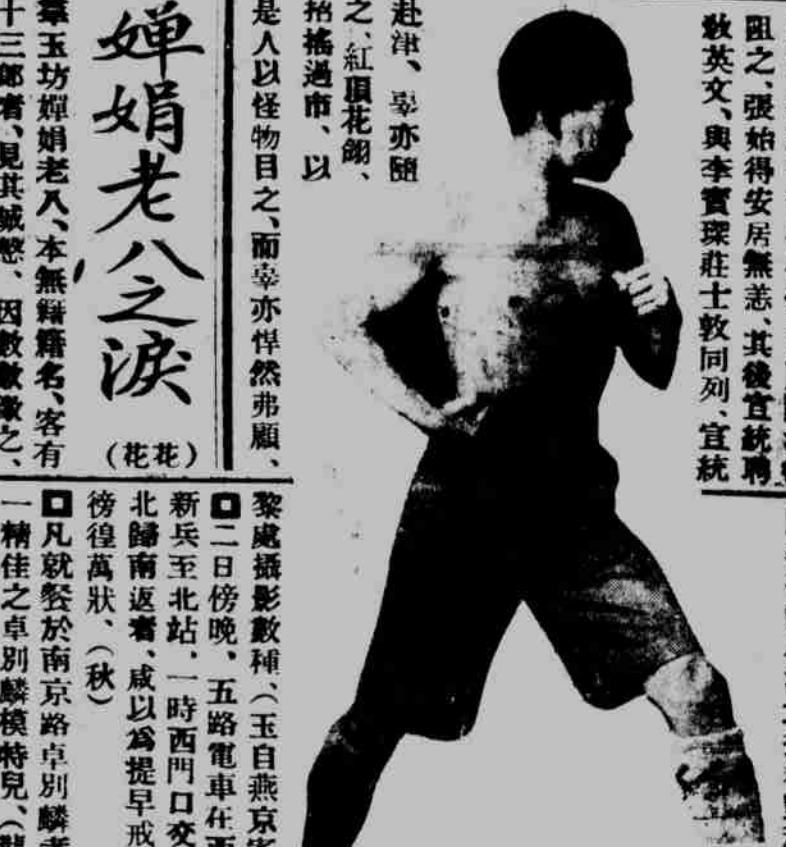 阻之、張始得安居無恙、其後宣統聘
敎英文、與李寳琛莊士敦同列、宣統
赴津、辜亦隨
之、紅頂花翎、
招搖過市、以
是人以怪物目之、而辜亦悍然弗顧、
嬋娟老八之淚
(花花)
羣玉坊嬋娟老八、本無籍籍名、客有
十三郎者、見其誠慤、因數數徵之、
黎處攝影數種、(玉自燕京寄
◘二日傍晚、五路電車在西
新兵至北站、一時西門口交
北歸南返者、咸以爲提早戒
徬徨萬狀、(秋)
◘凡就餐於南京路卓別麟者
一精佳之卓別麟模特兒、(